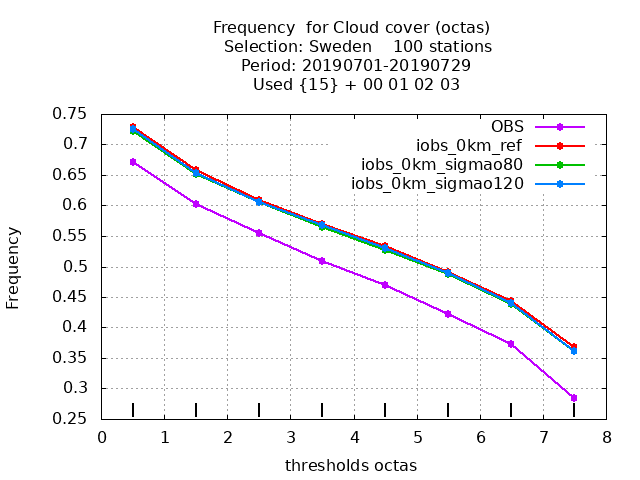 Frequency  for Cloud cover (octas)
Selection: Sweden    100 stations
Period: 20190701-20190729
Used {15} + 00 01 02 03
OBS
iobs_0km_ref
iobs_0km_sigmao80
iobs_0km_sigmao120
Frequency
0.75
0.7
0.65
0.6
0.55
0.5
0.45
0.4
0.35
0.3
0.25
0 1 2 3 4 5 6 7 8
thresholds octas